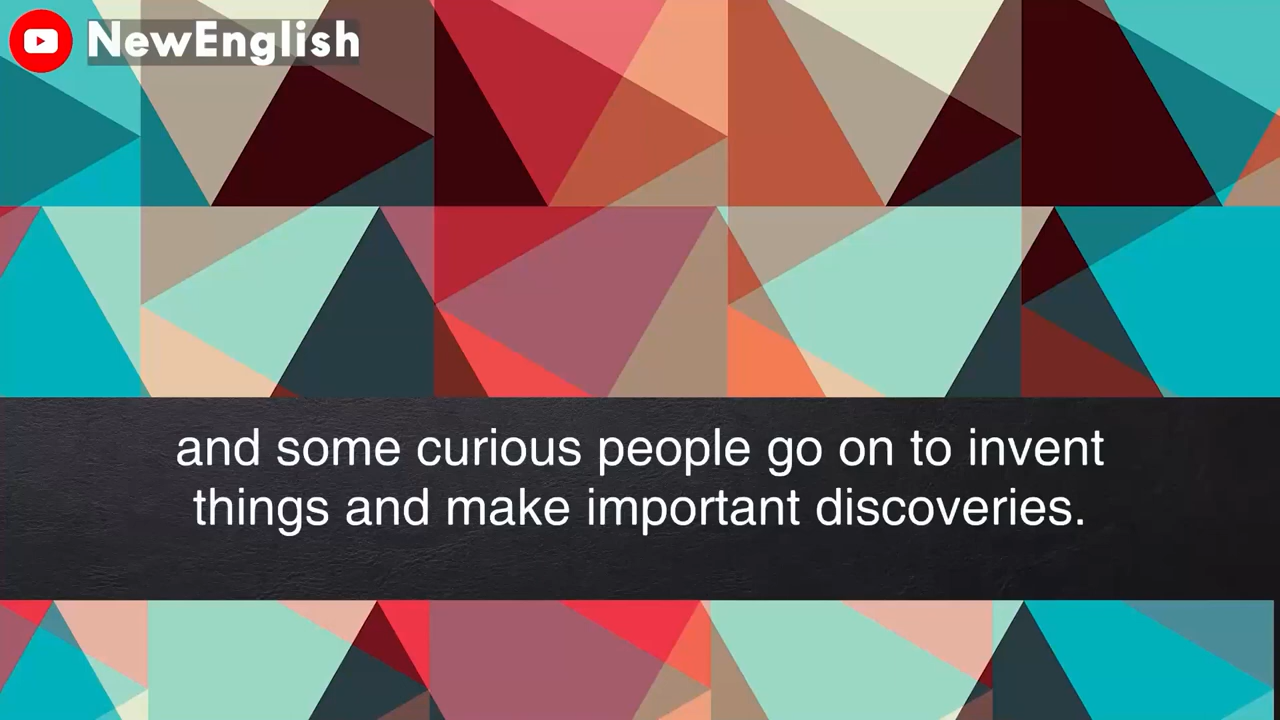 NewEnglish
and some curious people go on to invent
things and make important discoveries.